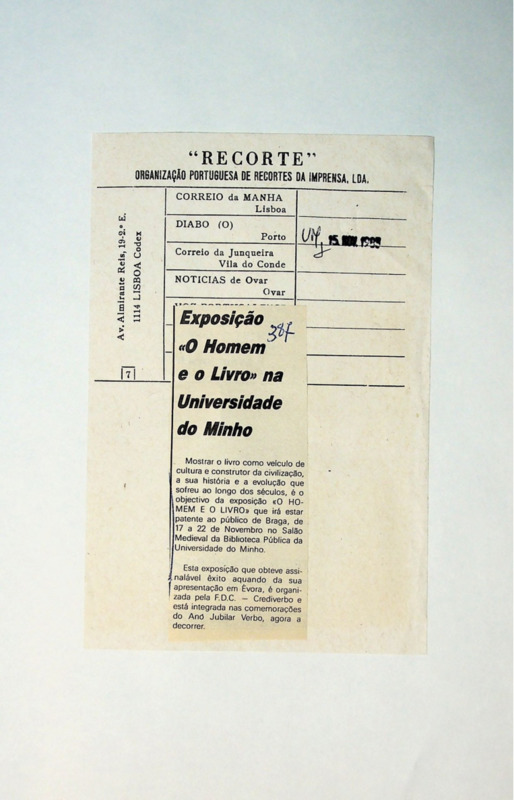 "RECORTE"
ORGANIZAÇÃO PORTUGUESA DE RECORTES DA IMPRENSA, LDA.
Av. Almirante Reis, 19-2.º E.
1114 LISBOA Codex
7
CORREIO da MANHA
Lisboa
DIABO (O)
Porto
15. NOV. 1988
Correio da Junqueira
Vila do Conde
NOTICIAS de Ovar
Ovar
387
Exposição
«O Homem
e o Livro» na
Universidade
do Minho
Mostrar o livro como veículo de
cultura e construtor da civilização,
a sua história e a evolução que
sofreu ao longo dos séculos, é o
objectivo da exposição «O HO-
MEM E O LIVRO» que irá estar
patente ao público de Braga, de
17 a 22 de Novembro no Salão
Medieval da Biblioteca Pública da
Universidade do Minho.
Esta exposição que obteve assi-
nalável êxito aquando da sua
apresentação em Évora, é organi-
zada pela F.D.C. — Crediverbo e
está integrada nas comemorações
do Ano Jubilar Verbo, agora a
decorrer.